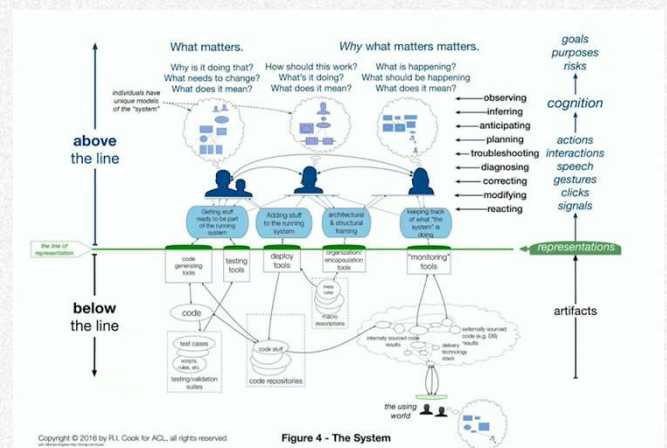 What matters.
Why what matters matters.
Why is it doing that?
What needs to change?
What does it mean?
How should this work?
What's it doing?
What does it mean?
What is happening?
What should be happening
What does it mean?
goals
purposes
risks
individuals have
unique models
of the "system"
cognition
observing
inferring
anticipating
planning
troubleshooting
diagnosing
correcting
modifying
reacting
actions
interactions
speech
gestures
clicks
signals
above
the line
Getting stuff
ready to be part
of the running
system
Adding stuff
to the running
system
architectural
& structural
framing
keeping track
of what "the
system" is
doing
the line of
representation
representations
code
generating
tools
testing
tools
deploy
tools
organization/
encapsulation
tools
"monitoring"
tools
below
the line
artifacts
code
meta
rules
macro
descriptions
test cases
scripts,
rules, etc.
testing/validation
suites
code stuff
code repositories
internally sourced code
results
externally sourced
code (e.g. DB)
results
delivery
technology
stack
the using
world
Copyright © 2016 by R.I. Cook for ACL, all rights reserved
Figure 4 - The System